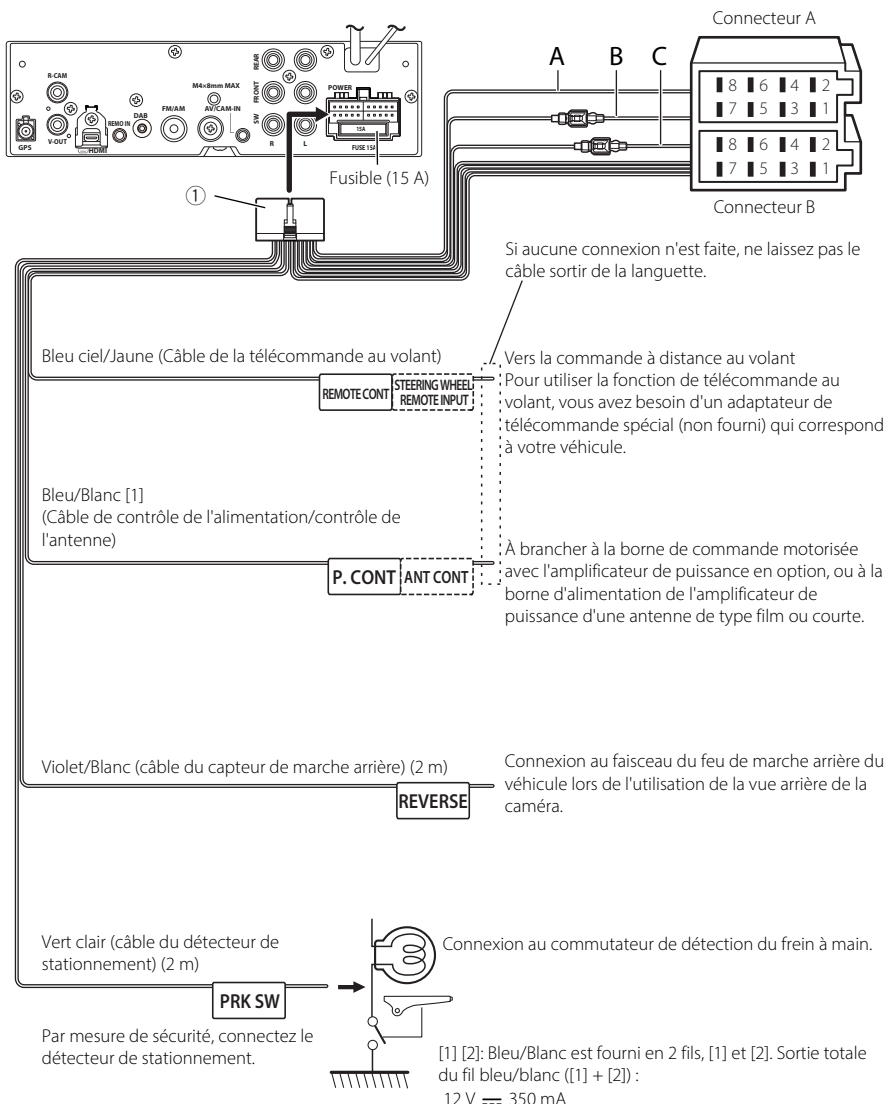 Connecteur A
A B C
R-CAM
V-OUT
GPS
HDMI
REMO IN
DAB
FM/AM
M4×8mm MAX
AV/CAM-IN
REAR
FRONT
SW
R L
POWER
15A
FUSE 15A
8 6 4 2
7 5 3 1
8 6 4 2
7 5 3 1
Fusible (15 A)
Connecteur B
①
Si aucune connexion n'est faite, ne laissez pas le
câble sortir de la languette.
Bleu ciel/Jaune (Câble de la télécommande au volant)
REMOTE CONT
STEERING WHEEL
REMOTE INPUT
Vers la commande à distance au volant
Pour utiliser la fonction de télécommande au
volant, vous avez besoin d'un adaptateur de
télécommande spécial (non fourni) qui correspond
à votre véhicule.
Bleu/Blanc [1]
(Câble de contrôle de l'alimentation/contrôle de
l'antenne)
P. CONT
ANT CONT
À brancher à la borne de commande motorisée
avec l'amplificateur de puissance en option, ou à la
borne d'alimentation de l'amplificateur de
puissance d'une antenne de type film ou courte.
Violet/Blanc (câble du capteur de marche arrière) (2 m)
REVERSE
Connexion au faisceau du feu de marche arrière du
véhicule lors de l'utilisation de la vue arrière de la
caméra.
Vert clair (câble du détecteur de
stationnement) (2 m)
PRK SW
Connexion au commutateur de détection du frein à main.
Par mesure de sécurité, connectez le
détecteur de stationnement.
[1] [2]: Bleu/Blanc est fourni en 2 fils, [1] et [2]. Sortie totale
du fil bleu/blanc ([1] + [2]) :
12 V ⎓ 350 mA